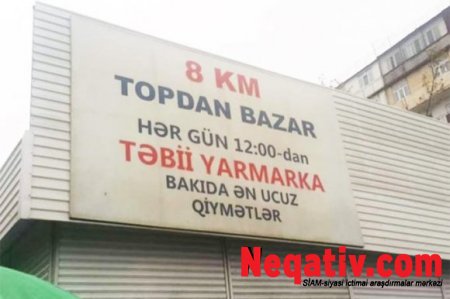 8 KM
TOPDAN BAZAR
HƏR GÜN 12:00-dan
TƏBİİ YARMARKA
BAKIDA ƏN UCUZ
QİYMƏTLƏR
Neqativ.com
SİAM-siyasi ictimai araşdırmalar mərkəzi